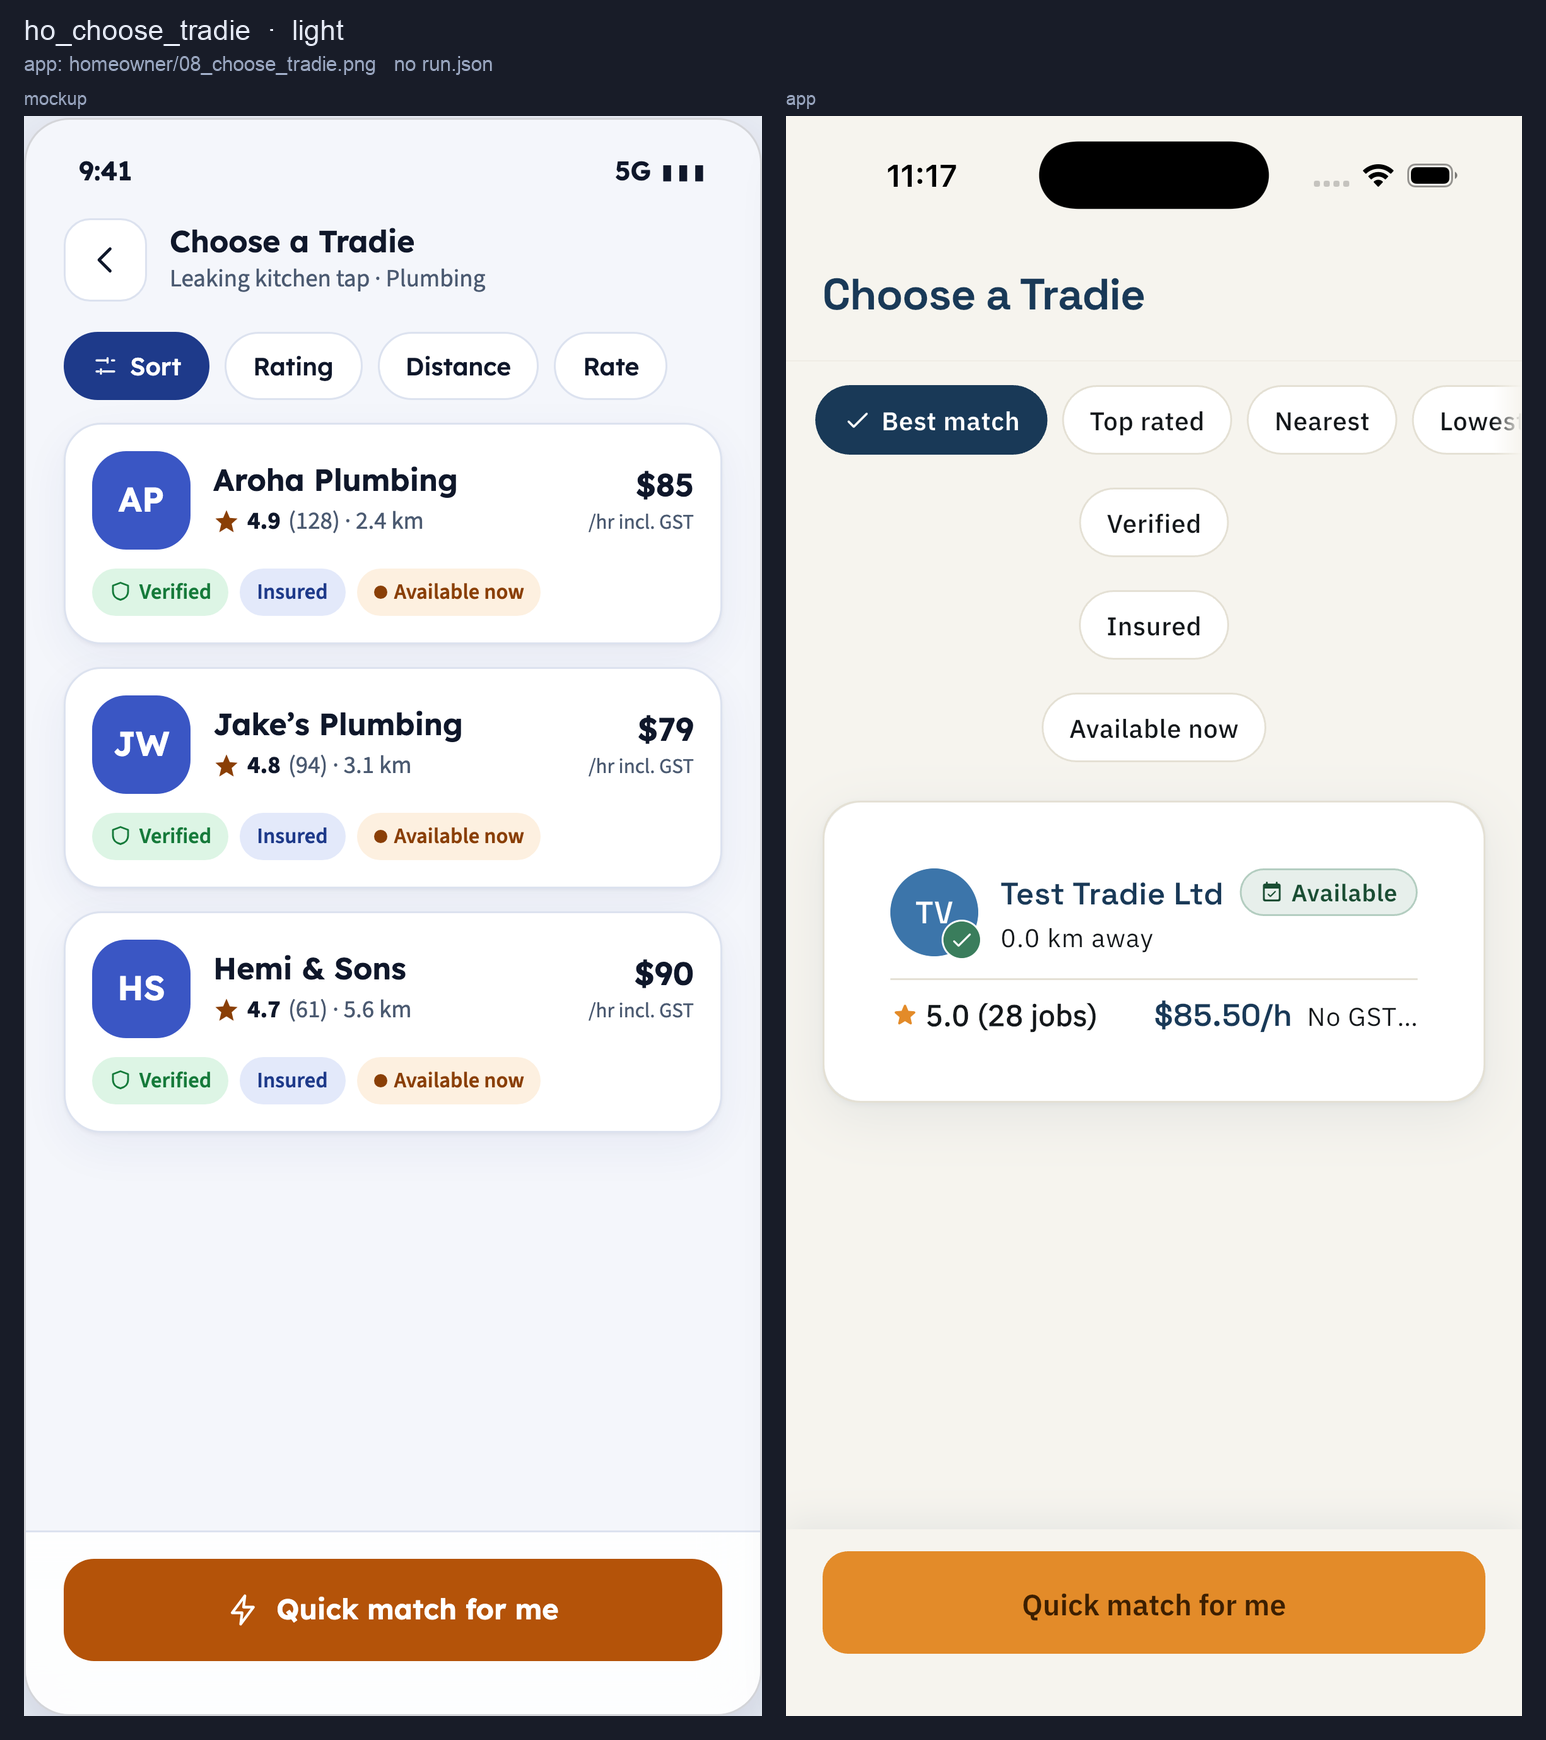 ho_choose_tradie · light
app: homeowner/08_choose_tradie.png no run.json
mockup
9:41
5G
Choose a Tradie
Leaking kitchen tap · Plumbing
Sort
Rating
Distance
Rate
AP
Aroha Plumbing
4.9 (128) · 2.4 km
$85
/hr incl. GST
Verified
Insured
Available now
JW
Jake’s Plumbing
4.8 (94) · 3.1 km
$79
/hr incl. GST
Verified
Insured
Available now
HS
Hemi & Sons
4.7 (61) · 5.6 km
$90
/hr incl. GST
Verified
Insured
Available now
Quick match for me
app
11:17
Choose a Tradie
Best match
Top rated
Nearest
Lowest
Verified
Insured
Available now
TV
Test Tradie Ltd
Available
0.0 km away
5.0 (28 jobs)
$85.50/h No GST...
Quick match for me